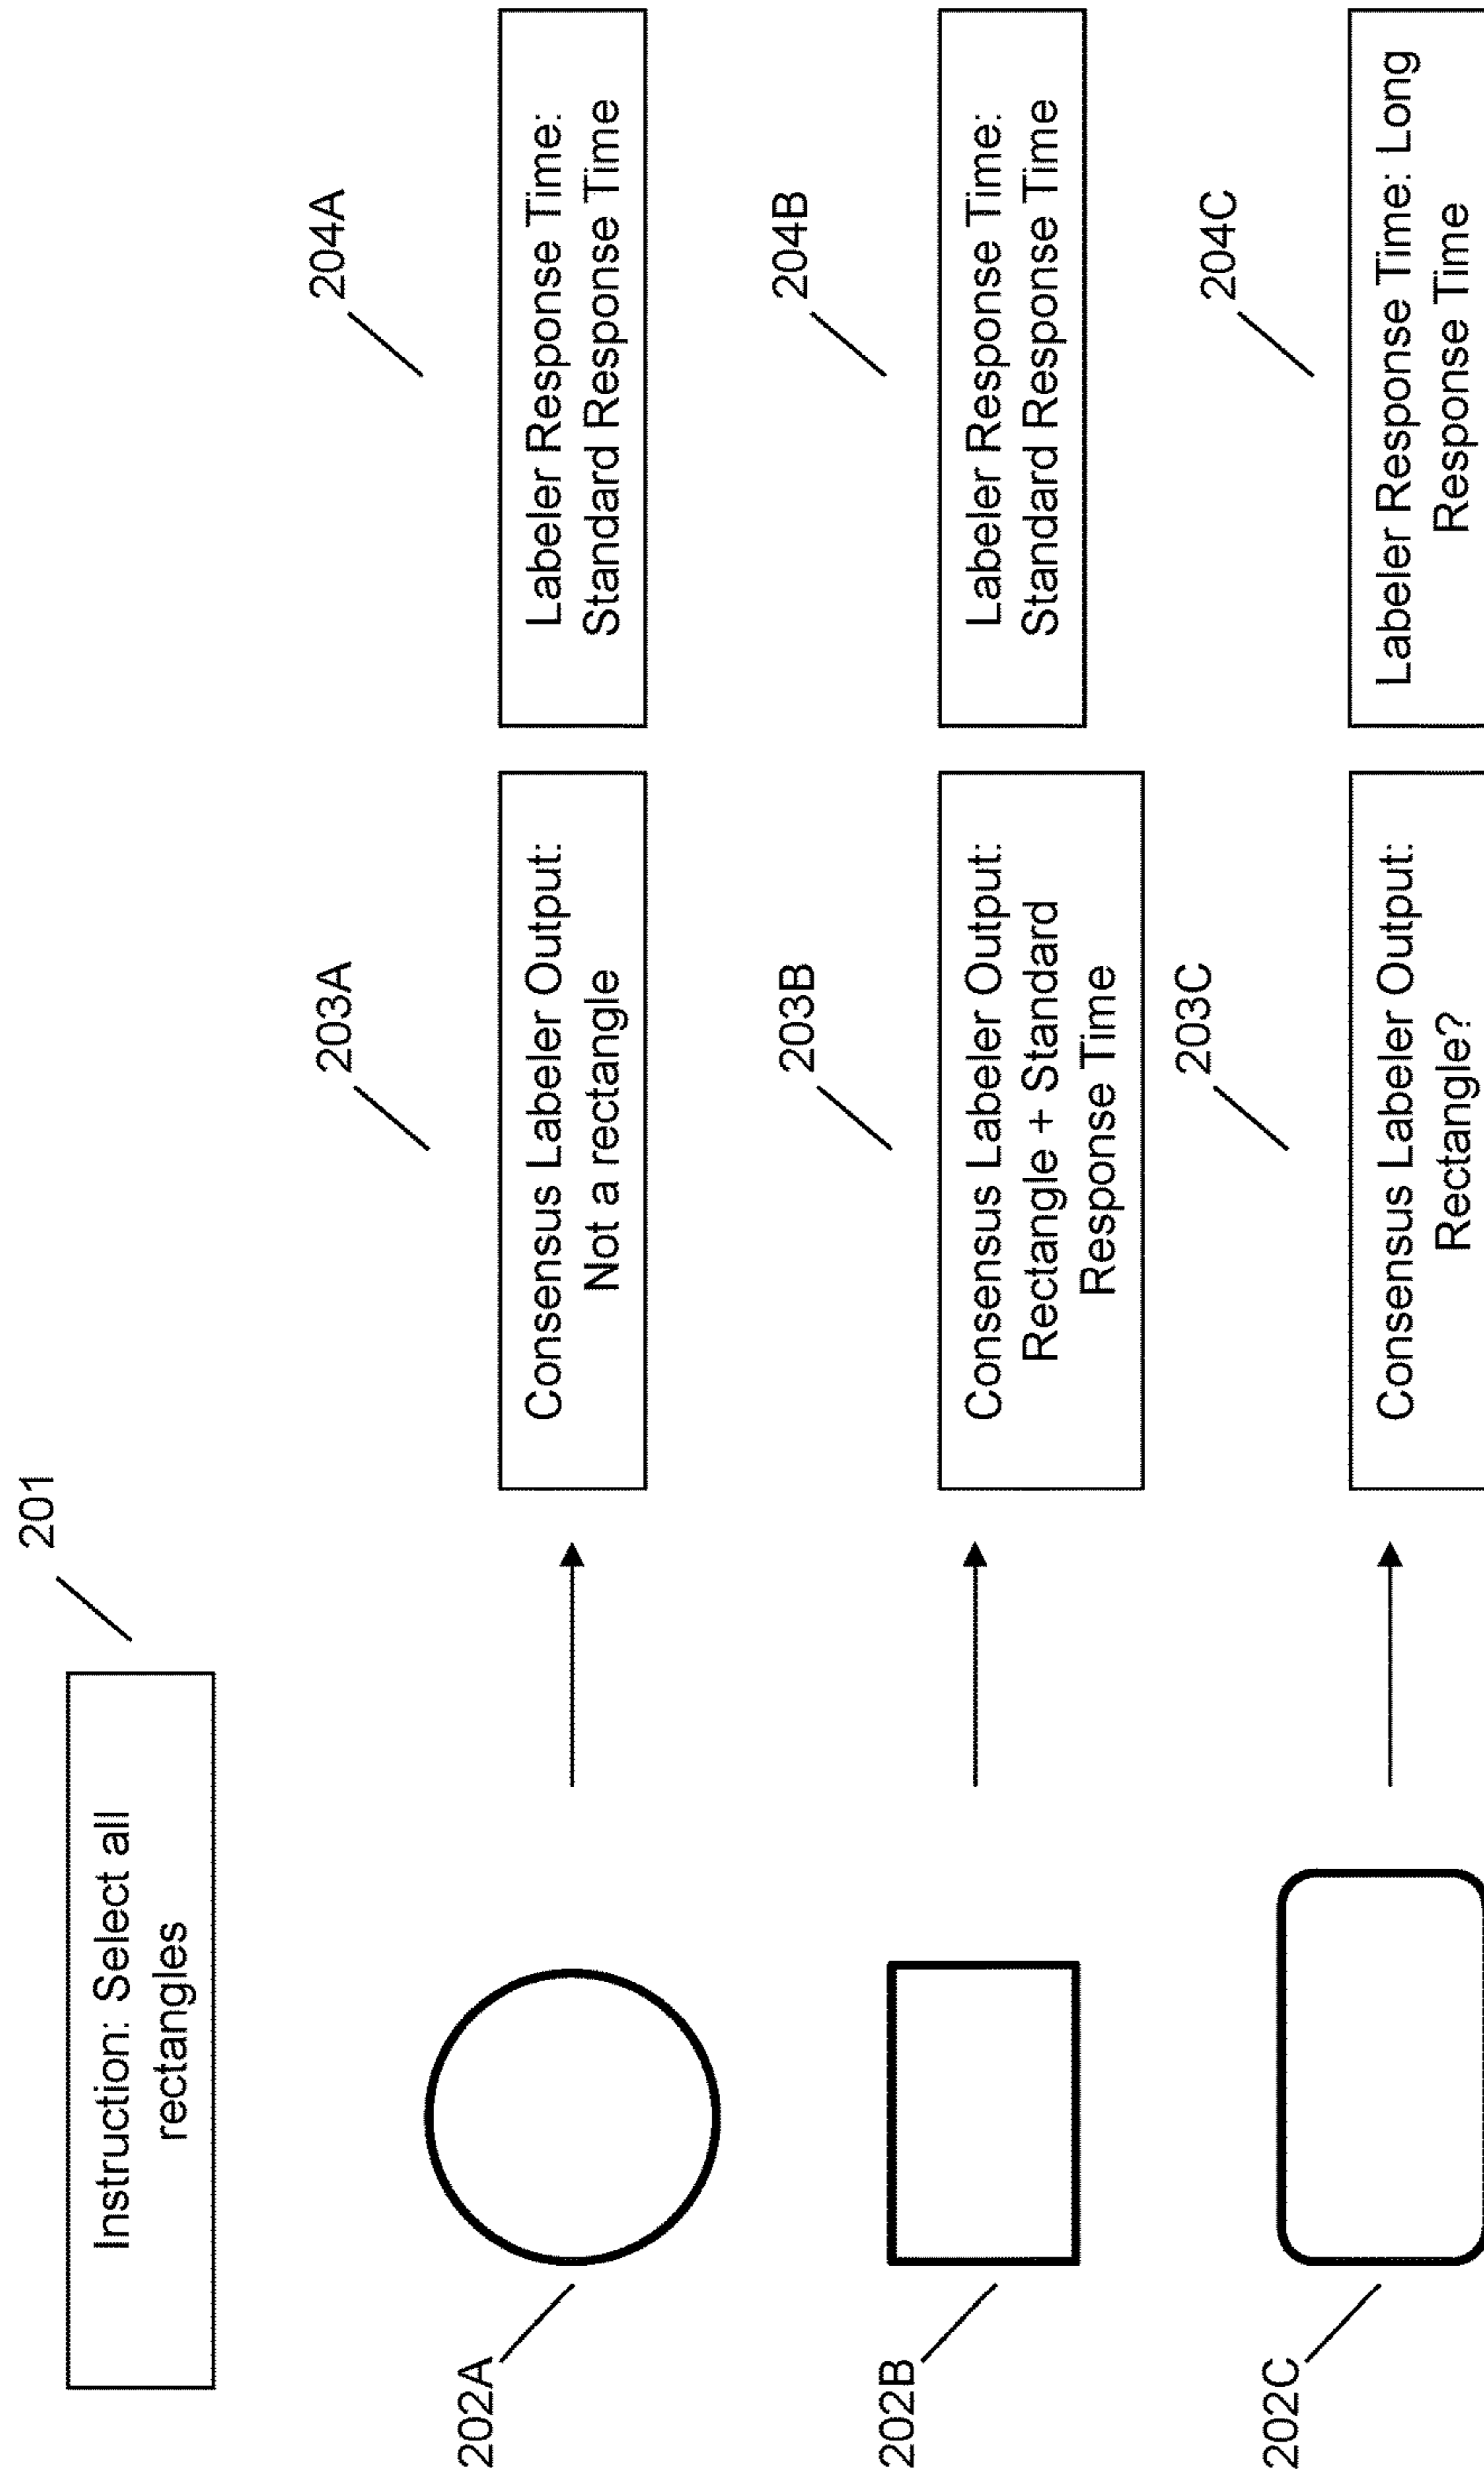 201
Instruction: Select all
rectangles
202A
203A
Consensus Labeler Output:
Not a rectangle
204A
Labeler Response Time:
Standard Response Time
202B
203B
Consensus Labeler Output:
Rectangle + Standard
Response Time
204B
Labeler Response Time:
Standard Response Time
202C
203C
Consensus Labeler Output:
Rectangle?
204C
Labeler Response Time: Long
Response Time